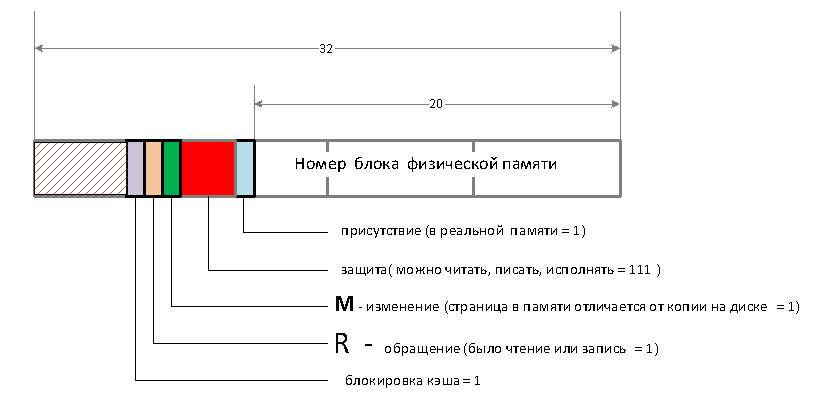 32
20
Номер блока физической памяти
присутствие (в реальной памяти = 1)
защита( можно читать, писать, исполнять = 111 )
М - изменение (страница в памяти отличается от копии на диске = 1)
R - обращение (было чтение или запись = 1)
блокировка кэша = 1